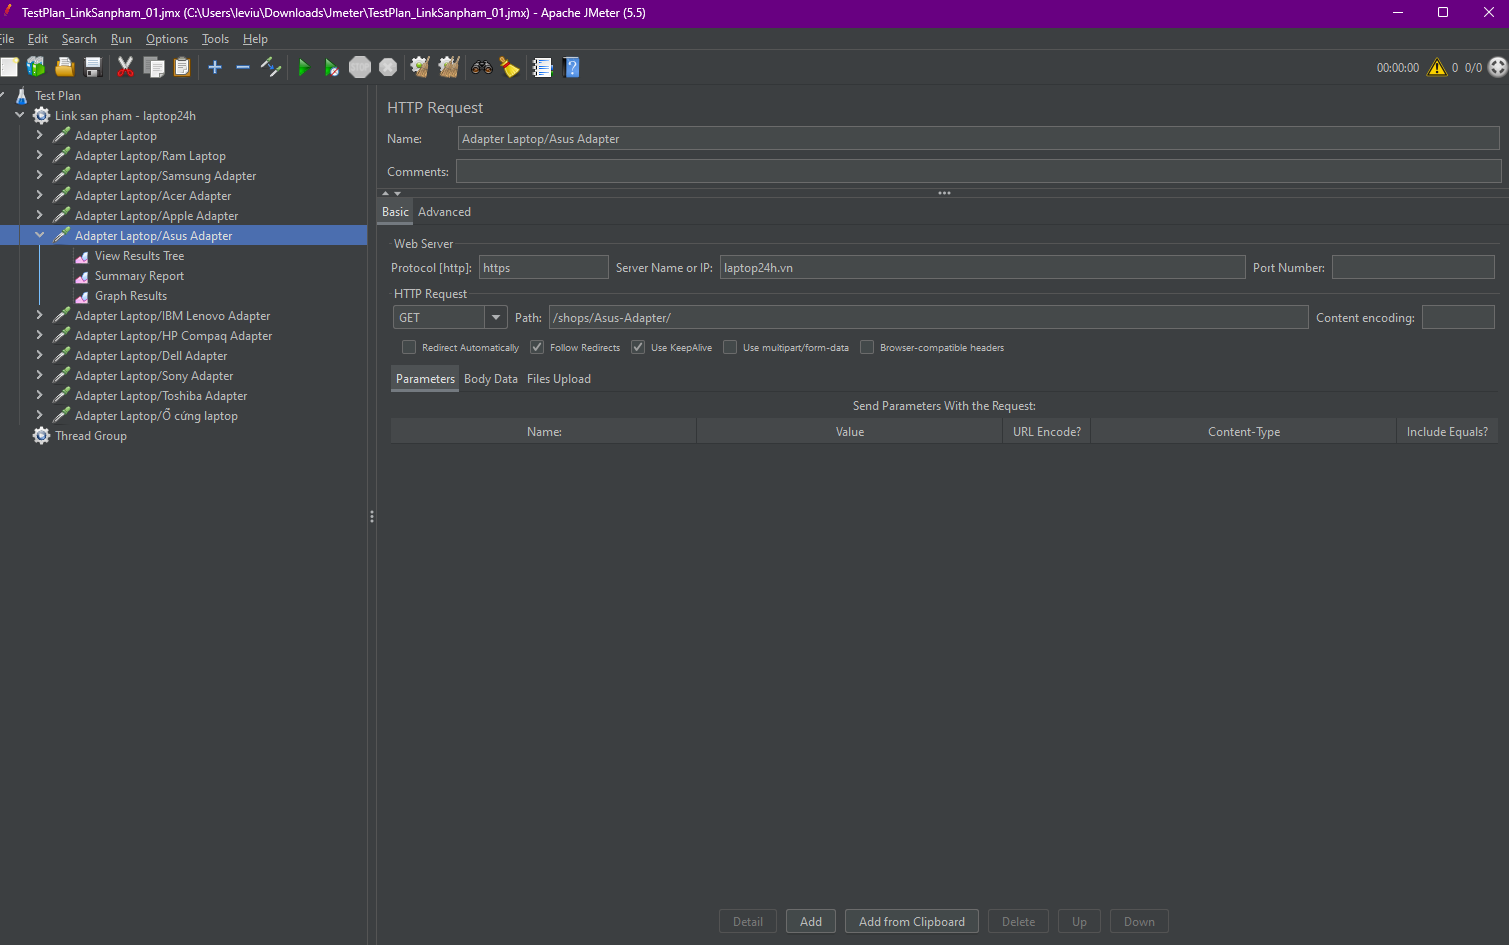 TestPlan_LinkSanpham_01.jmx (C:\Users\leviu\Downloads\Jmeter\TestPlan_LinkSanpham_01.jmx) - Apache JMeter (5.5)
ile Edit Search Run Options Tools Help
00:00:00 0 0/0
Test Plan
Link san pham - laptop24h
Adapter Laptop
Adapter Laptop/Ram Laptop
Adapter Laptop/Samsung Adapter
Adapter Laptop/Acer Adapter
Adapter Laptop/Apple Adapter
Adapter Laptop/Asus Adapter
View Results Tree
Summary Report
Graph Results
Adapter Laptop/IBM Lenovo Adapter
Adapter Laptop/HP Compaq Adapter
Adapter Laptop/Dell Adapter
Adapter Laptop/Sony Adapter
Adapter Laptop/Toshiba Adapter
Adapter Laptop/Ổ cứng laptop
Thread Group
HTTP Request
Name: Adapter Laptop/Asus Adapter
Comments:
Basic Advanced
Web Server
Protocol [http]: https Server Name or IP: laptop24h.vn Port Number:
HTTP Request
GET Path: /shops/Asus-Adapter/ Content encoding:
Redirect Automatically Follow Redirects Use KeepAlive Use multipart/form-data Browser-compatible headers
Parameters Body Data Files Upload
Send Parameters With the Request:
Name: Value URL Encode? Content-Type Include Equals?
Detail Add Add from Clipboard Delete Up Down